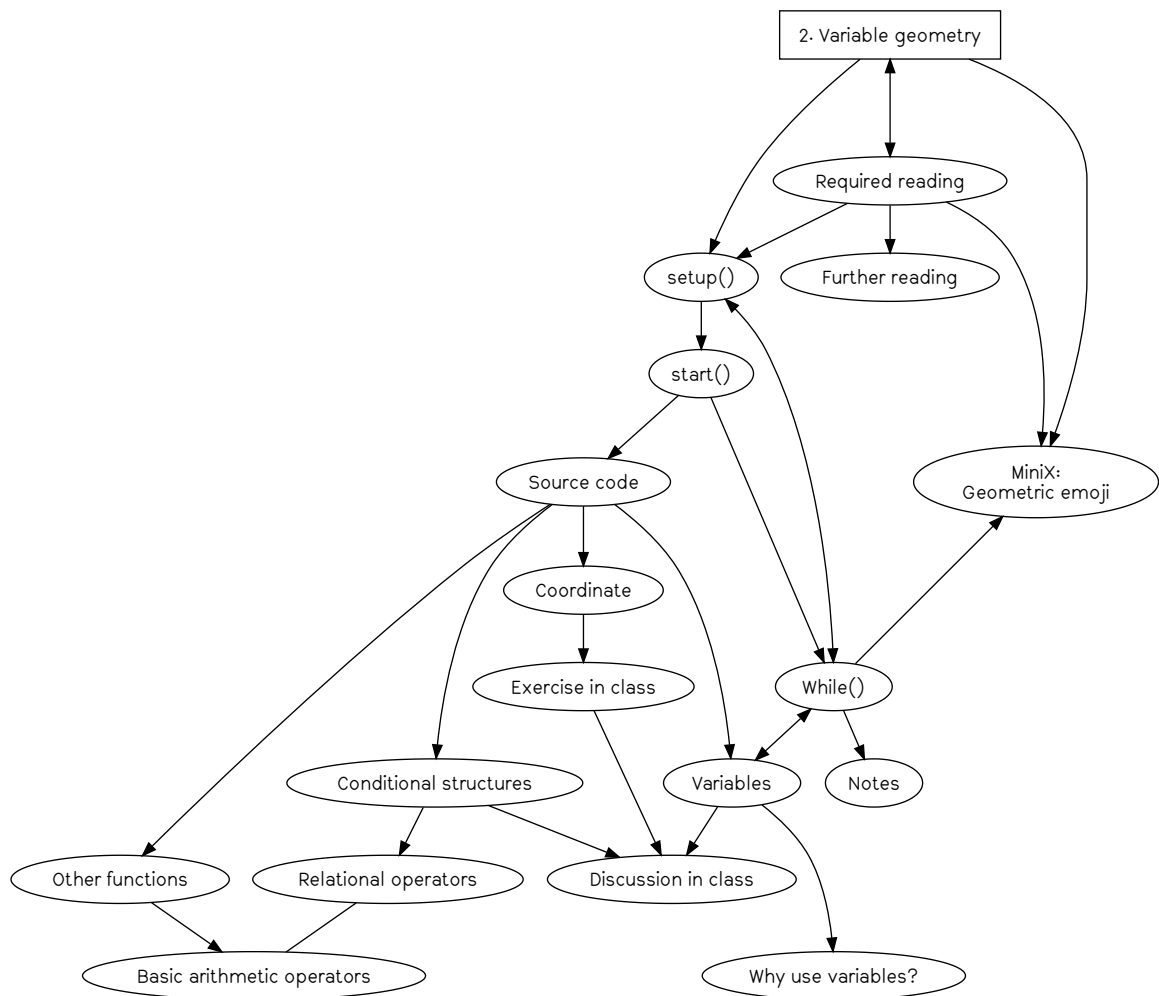 2. Variable geometry
Required reading
setup()
Further reading
start()
Source code
MiniX:
Geometric emoji
Coordinate
Exercise in class
While()
Conditional structures
Variables
Notes
Other functions
Relational operators
Discussion in class
Basic arithmetic operators
Why use variables?